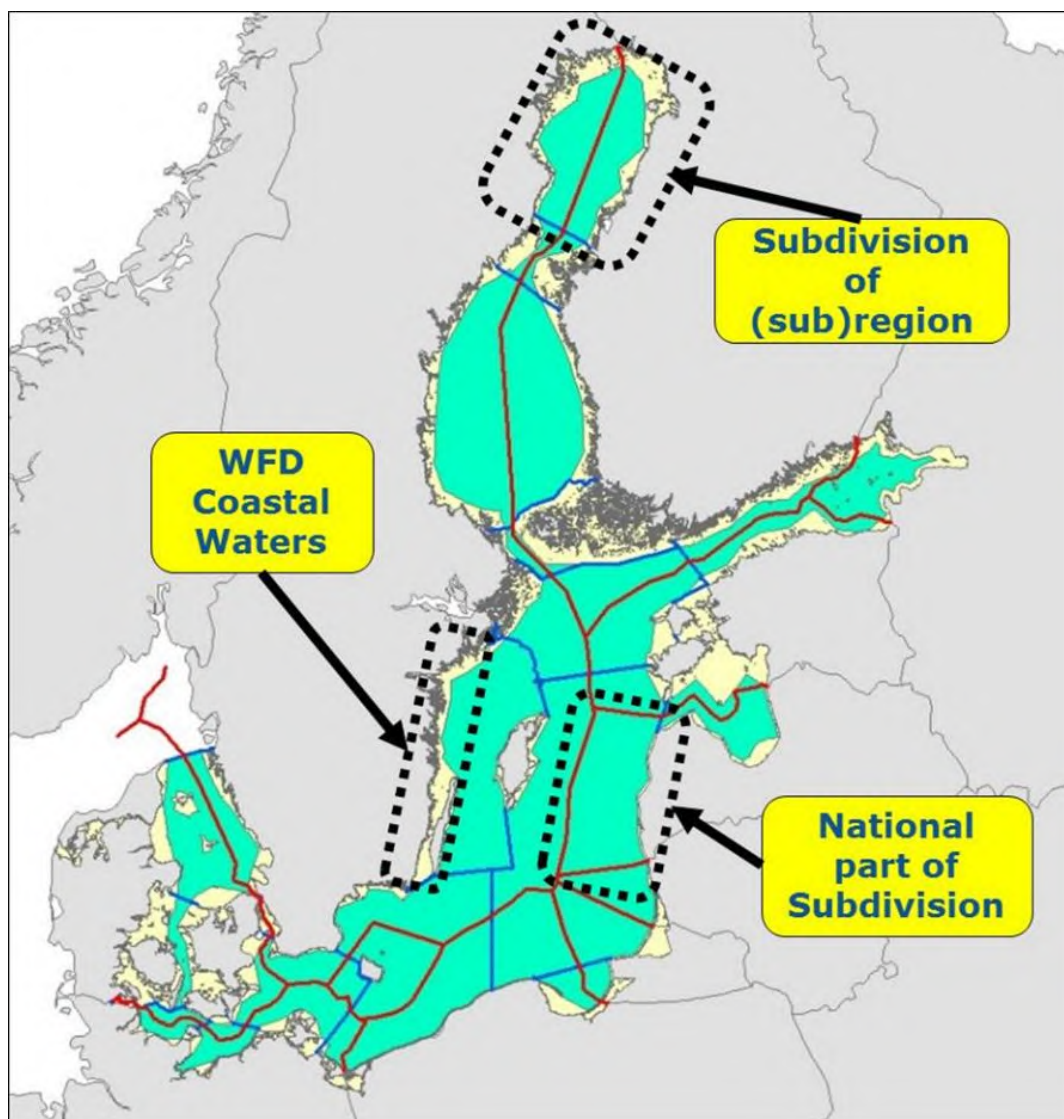 Subdivision
of
(sub)region
WFD
Coastal
Waters
National
part of
Subdivision